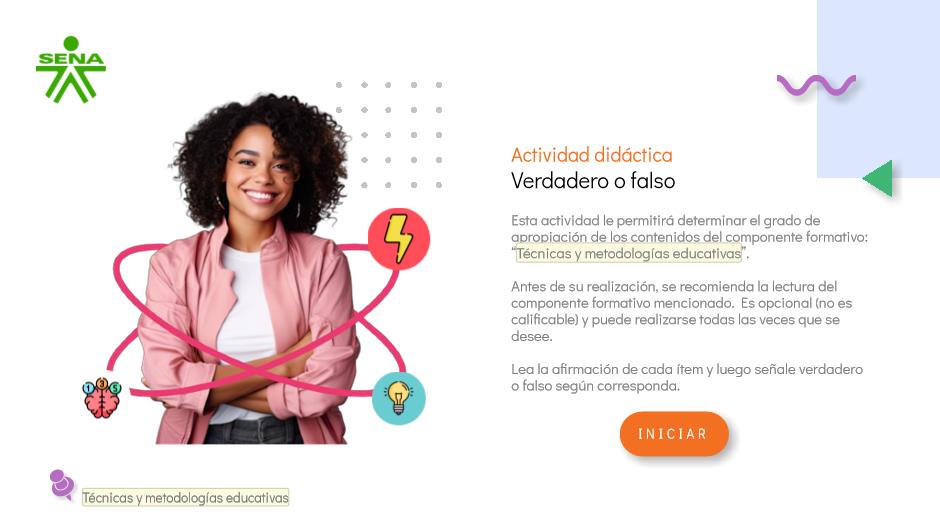 SENA
Actividad didáctica
Verdadero o falso
Esta actividad le permitirá determinar el grado de
apropiación de los contenidos del componente formativo:
"Técnicas y metodologías educativas".
Antes de su realización, se recomienda la lectura del
componente formativo mencionado. Es opcional (no es
calificable) y puede realizarse todas las veces que se
desee.
Lea la afirmación de cada ítem y luego señale verdadero
o falso según corresponda.
1 3 5
INICIAR
Técnicas y metodologías educativas